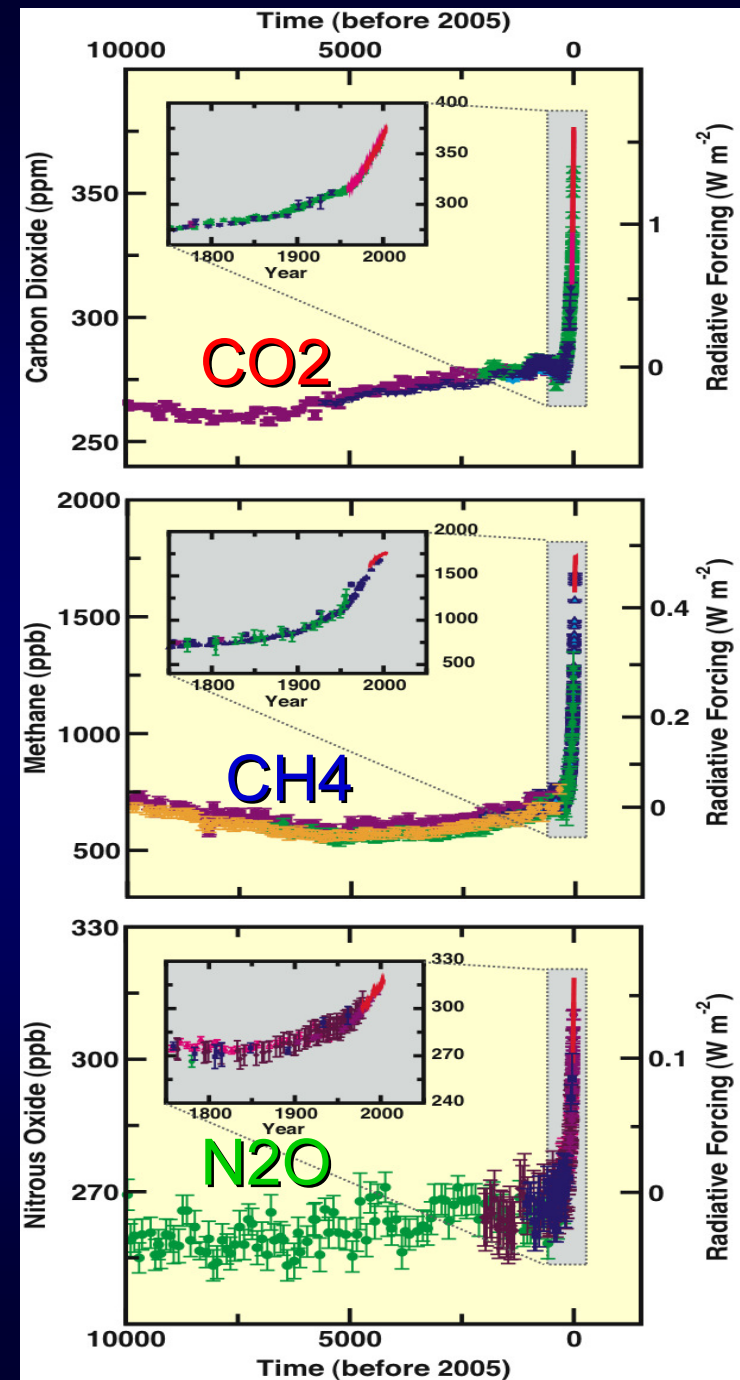 Time (before 2005)
10000 5000 0
Carbon Dioxide (ppm)
350
300
250
400
350
300
1800 1900 2000
Year
CO2
1
0
Radiative Forcing (W m-2)
Methane (ppb)
2000
1500
1000
500
2000
1500
1000
500
1800 1900 2000
Year
CH4
0.4
0.2
0
Radiative Forcing (W m-2)
Nitrous Oxide (ppb)
330
300
270
330
300
270
240
1800 1900 2000
Year
N2O
0.1
0
Radiative Forcing (W m-2)
10000 5000 0
Time (before 2005)